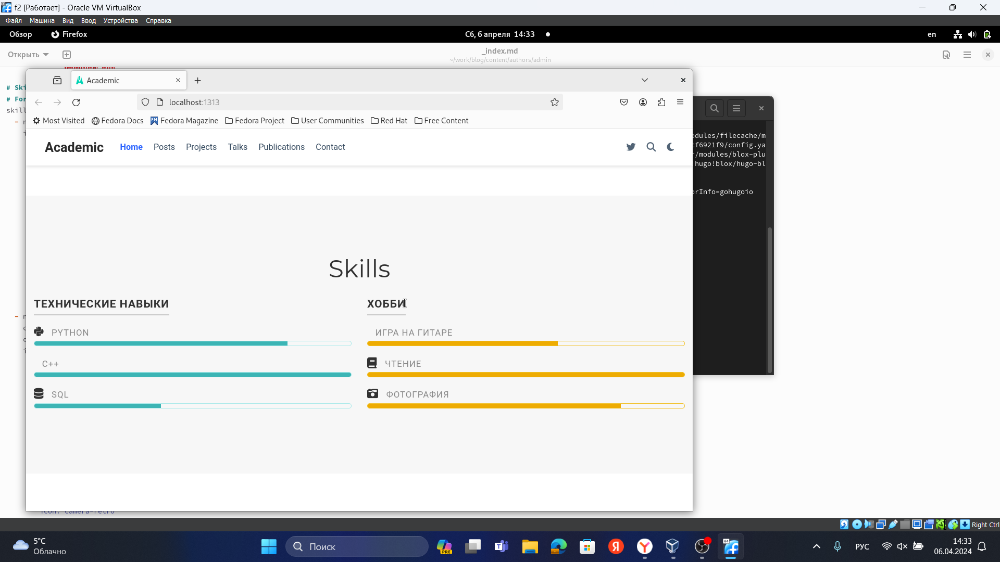 f2 [Работает] - Oracle VM VirtualBox
Файл Машина Вид Ввод Устройства Справка
Обзор Firefox Сб, 6 апреля 14:33 en
Открыть _index.md
~/work/blog/content/authors/admin
# Ski
# For
skill
Academic
localhost:1313
Most Visited Fedora Docs Fedora Magazine Fedora Project User Communities Red Hat Free Content
Academic Home Posts Projects Talks Publications Contact
odules/filecache/m
cf6921f9/config.ya
r/modules/blox-plu
!hugo!blox/hugo-bl
orInfo=gohugoio
Skills
ТЕХНИЧЕСКИЕ НАВЫКИ
PYTHON
C++
SQL
ХОББИ
ИГРА НА ГИТАРЕ
ЧТЕНИЕ
ФОТОГРАФИЯ
icon: camera-retro
Right Ctrl
5°C
Облачно
Поиск
PRE
РУС
14:33
06.04.2024